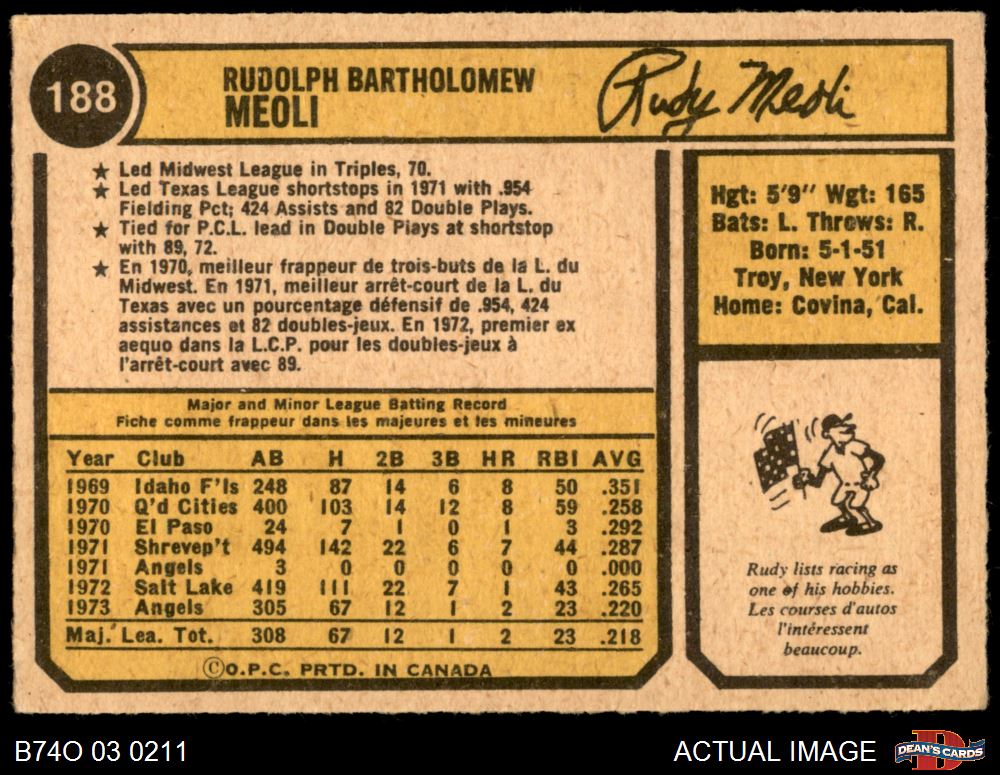 188
RUDOLPH BARTHOLOMEW
MEOLI
Rudy Meoli
★ Led Midwest League in Triples, 70.
★ Led Texas League shortstops in 1971 with .954
Fielding Pct; 424 Assists and 82 Double Plays.
★ Tied for P.C.L. lead in Double Plays at shortstop
with 89, 72.
★ En 1970, meilleur frappeur de trois-buts de la L. du
Midwest. En 1971, meilleur arrêt-court de la L. du
Texas avec un pourcentage défensif de .954, 424
assistances et 82 doubles-jeux. En 1972, premier ex
aequo dans la L.C.P. pour les doubles-jeux à
l'arrêt-court avec 89.
Hgt: 5'9" Wgt: 165
Bats: L. Throws: R.
Born: 5-1-51
Troy, New York
Home: Covina, Cal.
Major and Minor League Batting Record
Fiche comme frappeur dans les majeures et les mineures
Year Club AB H 2B 3B HR RBI AVG
1969 Idaho F'ls 248 87 14 6 8 50 .351
1970 Q'd Cities 400 103 14 12 8 59 .258
1970 El Paso 24 7 1 0 1 3 .292
1971 Shrevep't 494 142 22 6 7 44 .287
1971 Angels 3 0 0 0 0 0 .000
1972 Salt Lake 419 111 22 7 1 43 .265
1973 Angels 305 67 12 1 2 23 .220
Maj. Lea. Tot. 308 67 12 1 2 23 .218
©O.P.C. PRTD. IN CANADA
Rudy lists racing as
one of his hobbies.
Les courses d'autos
l'intéressent
beaucoup.
B74O 03 0211
ACTUAL IMAGE
D
DEAN'S CARDS